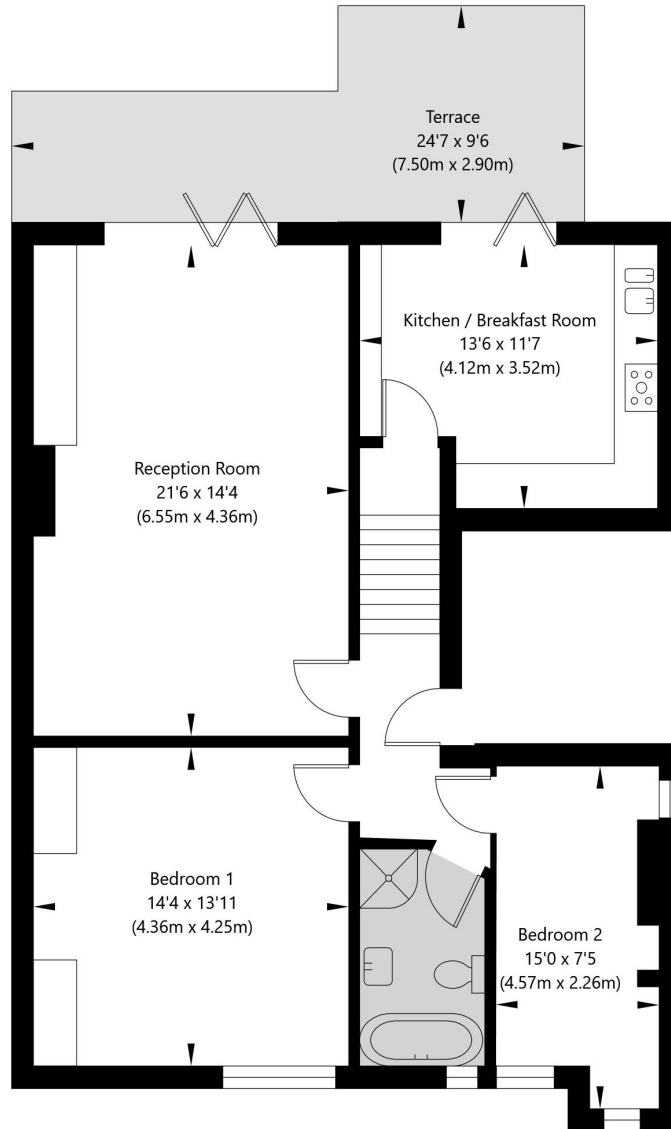 Terrace
24'7 x 9'6
(7.50m x 2.90m)
Kitchen / Breakfast Room
13'6 x 11'7
(4.12m x 3.52m)
Reception Room
21'6 x 14'4
(6.55m x 4.36m)
Bedroom 1
14'4 x 13'11
(4.36m x 4.25m)
Bedroom 2
15'0 x 7'5
(4.57m x 2.26m)